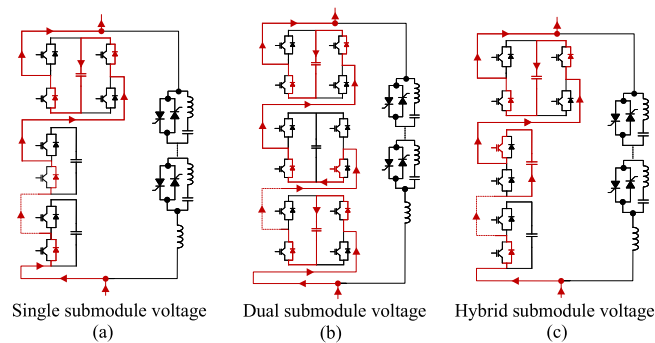 Single submodule voltage
(a)
Dual submodule voltage
(b)
Hybrid submodule voltage
(c)